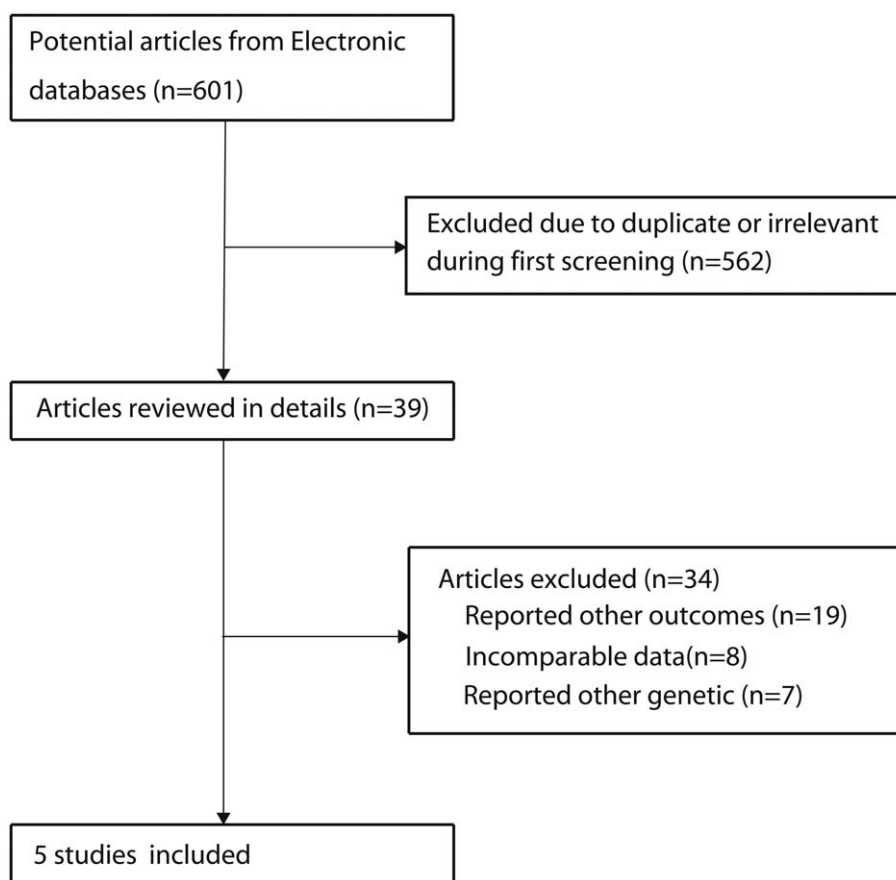 Potential articles from Electronic
databases (n=601)
Excluded due to duplicate or irrelevant
during first screening (n=562)
Articles reviewed in details (n=39)
Articles excluded (n=34)
Reported other outcomes (n=19)
Incomparable data(n=8)
Reported other genetic (n=7)
5 studies included